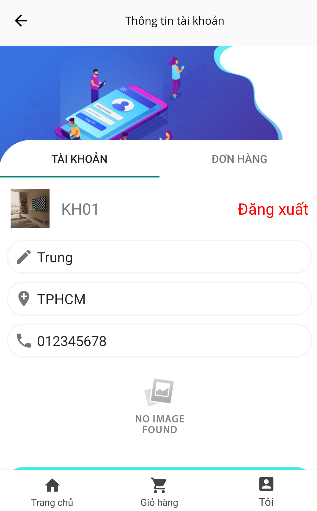 Thông tin tài khoản
TÀI KHOẢN
ĐƠN HÀNG
KH01
Đăng xuất
Trung
TPHCM
012345678
NO IMAGE
FOUND
Trang chủ
Giỏ hàng
Tôi